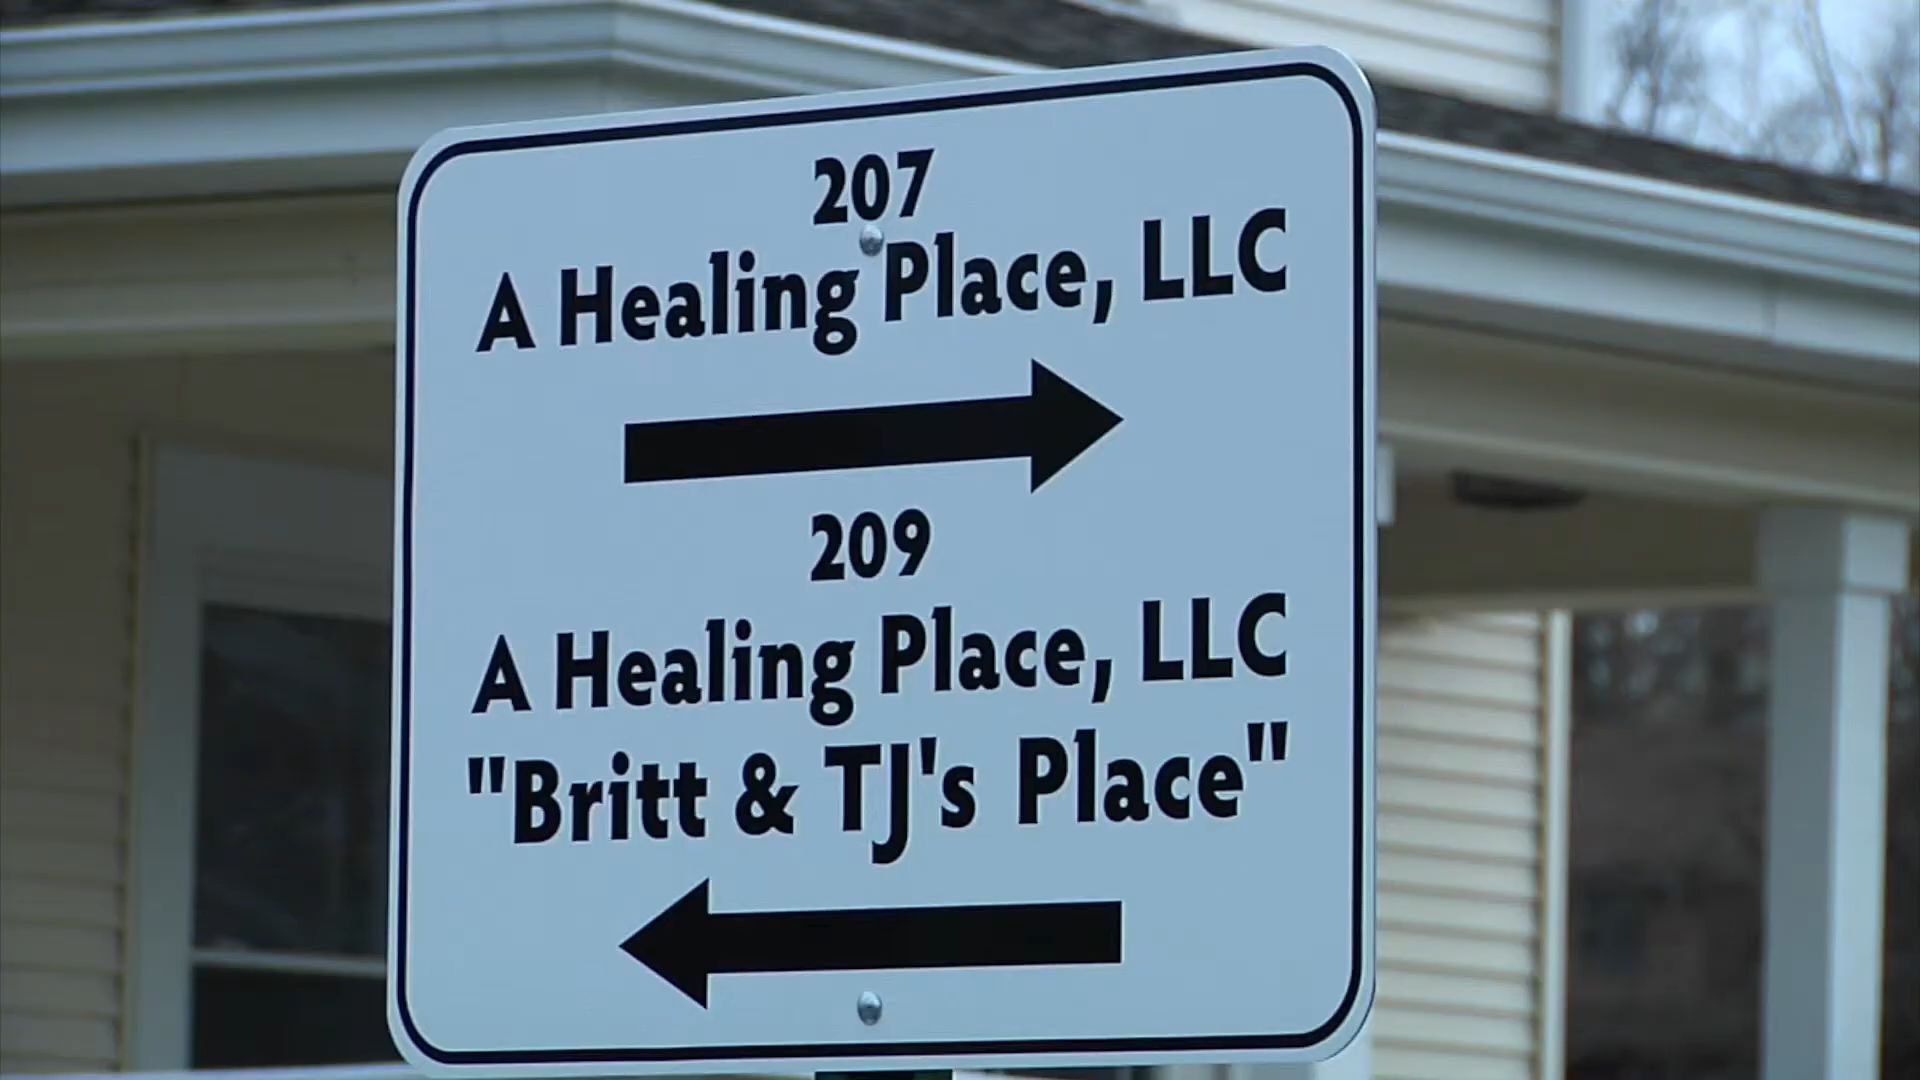 207
A Healing Place, LLC
209
A Healing Place, LLC
"Britt & TJ's Place"